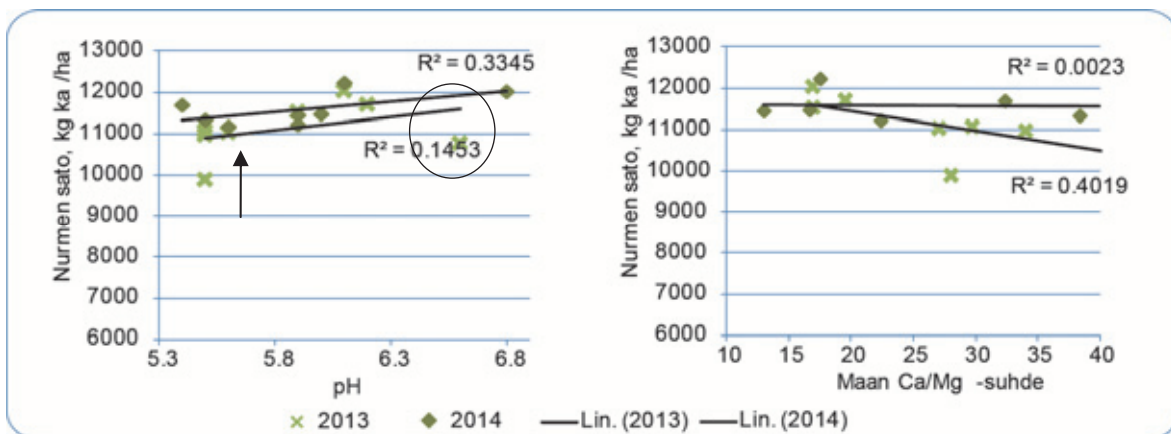 Nurmen sato, kg ka /ha
13000
12000
11000
10000
9000
8000
7000
6000
5.3
5.8
6.3
6.8
pH
R² = 0.3345
R² = 0.1453
Nurmen sato, kg ka /ha
13000
12000
11000
10000
9000
8000
7000
6000
10
15
20
25
30
35
40
Maan Ca/Mg -suhde
R² = 0.0023
R² = 0.4019
2013
2014
Lin. (2013)
Lin. (2014)